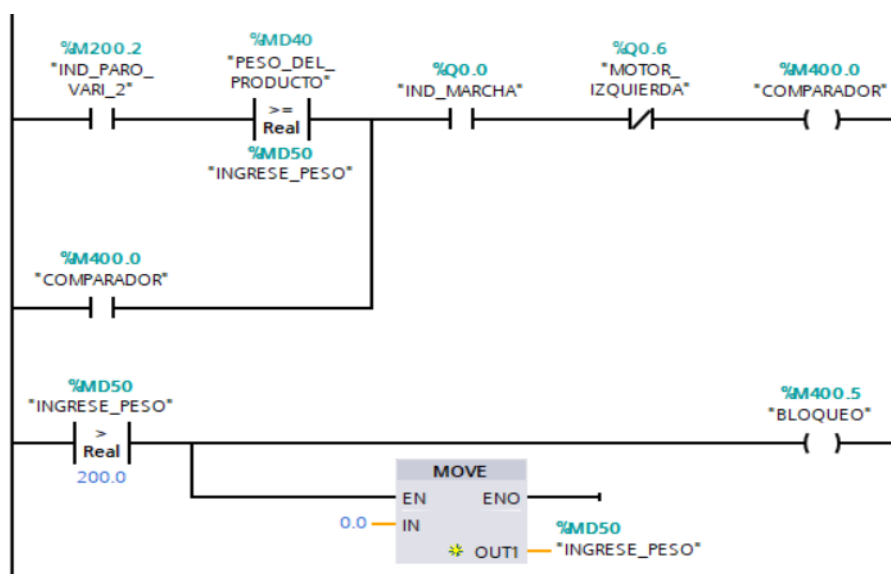 %M200.2
"IND_PARO_
VARI_2"
%MD40
"PESO_DEL_
PRODUCTO"
>=
Real
%MD50
"INGRESE_PESO"
%Q0.0
"IND_MARCHA"
%Q0.6
"MOTOR_
IZQUIERDA"
%M400.0
"COMPARADOR"
%M400.0
"COMPARADOR"
%MD50
"INGRESE_PESO"
>
Real
200.0
%M400.5
"BLOQUEO"
MOVE
EN ENO
0.0 IN
OUT1
%MD50
"INGRESE_PESO"